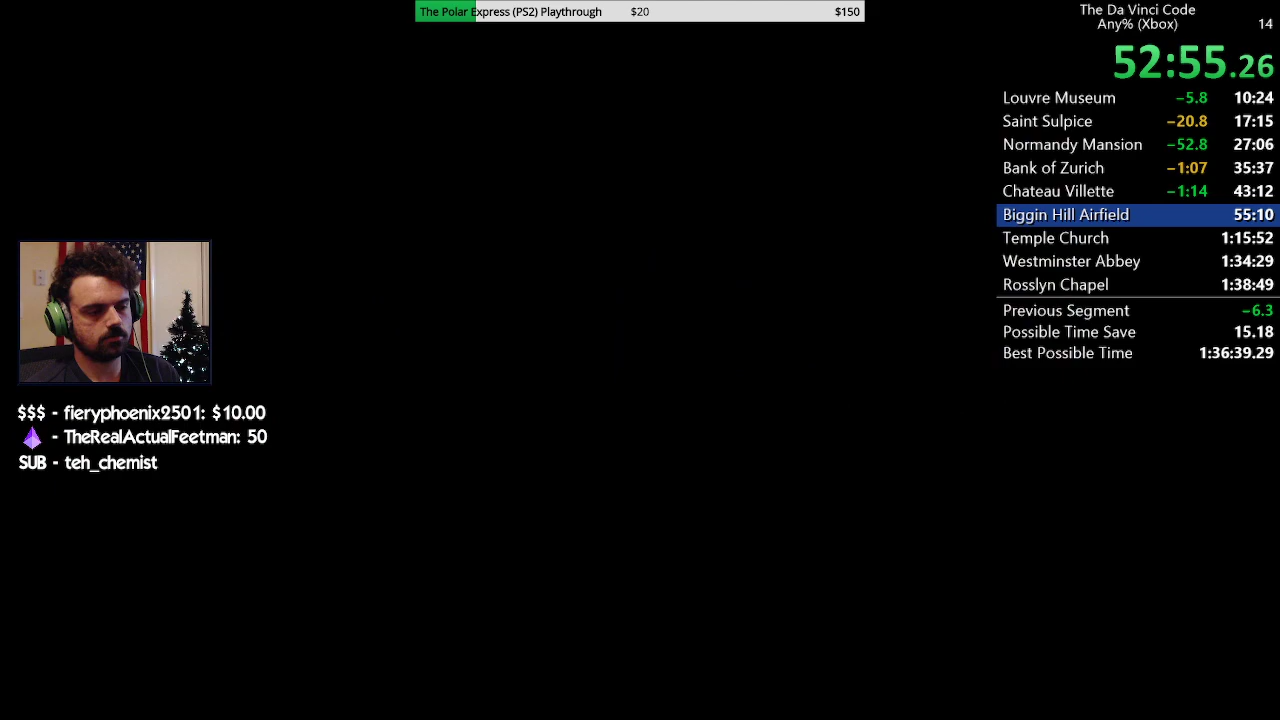 The Polar Express (PS2) Playthrough $20 $150
The Da Vinci Code
Any% (Xbox) 14
52:55.26
Louvre Museum −5.8 10:24
Saint Sulpice −20.8 17:15
Normandy Mansion −52.8 27:06
Bank of Zurich −1:07 35:37
Chateau Villette −1:14 43:12
Biggin Hill Airfield 55:10
Temple Church 1:15:52
Westminster Abbey 1:34:29
Rosslyn Chapel 1:38:49
Previous Segment −6.3
Possible Time Save 15.18
Best Possible Time 1:36:39.29
$$$ - fieryphoenix2501: $10.00
- TheRealActualFeetman: 50
SUB - teh_chemist